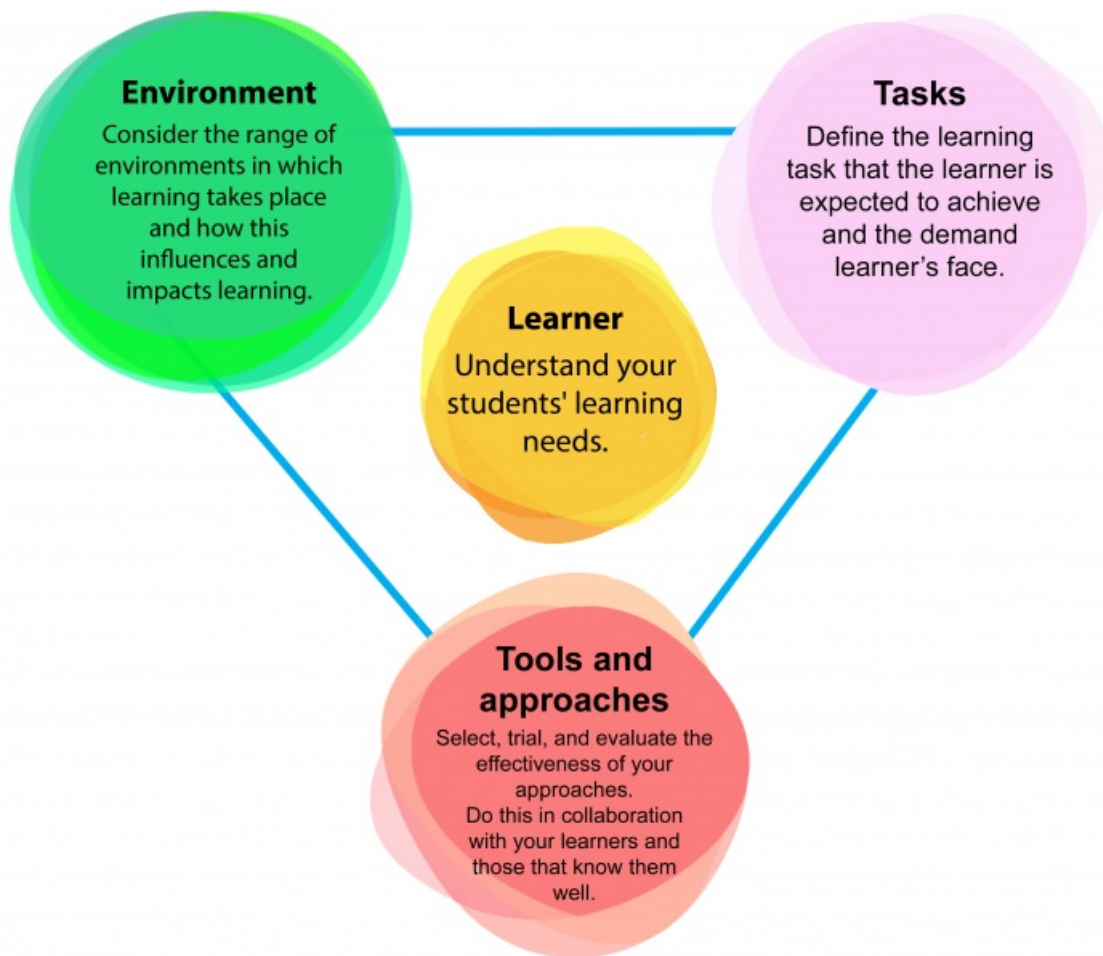 Environment
Consider the range of
environments in which
learning takes place
and how this
influences and
impacts learning.
Tasks
Define the learning
task that the learner is
expected to achieve
and the demand
learner's face.
Learner
Understand your
students' learning
needs.
Tools and
approaches
Select, trial, and evaluate the
effectiveness of your
approaches.
Do this in collaboration
with your learners and
those that know them
well.